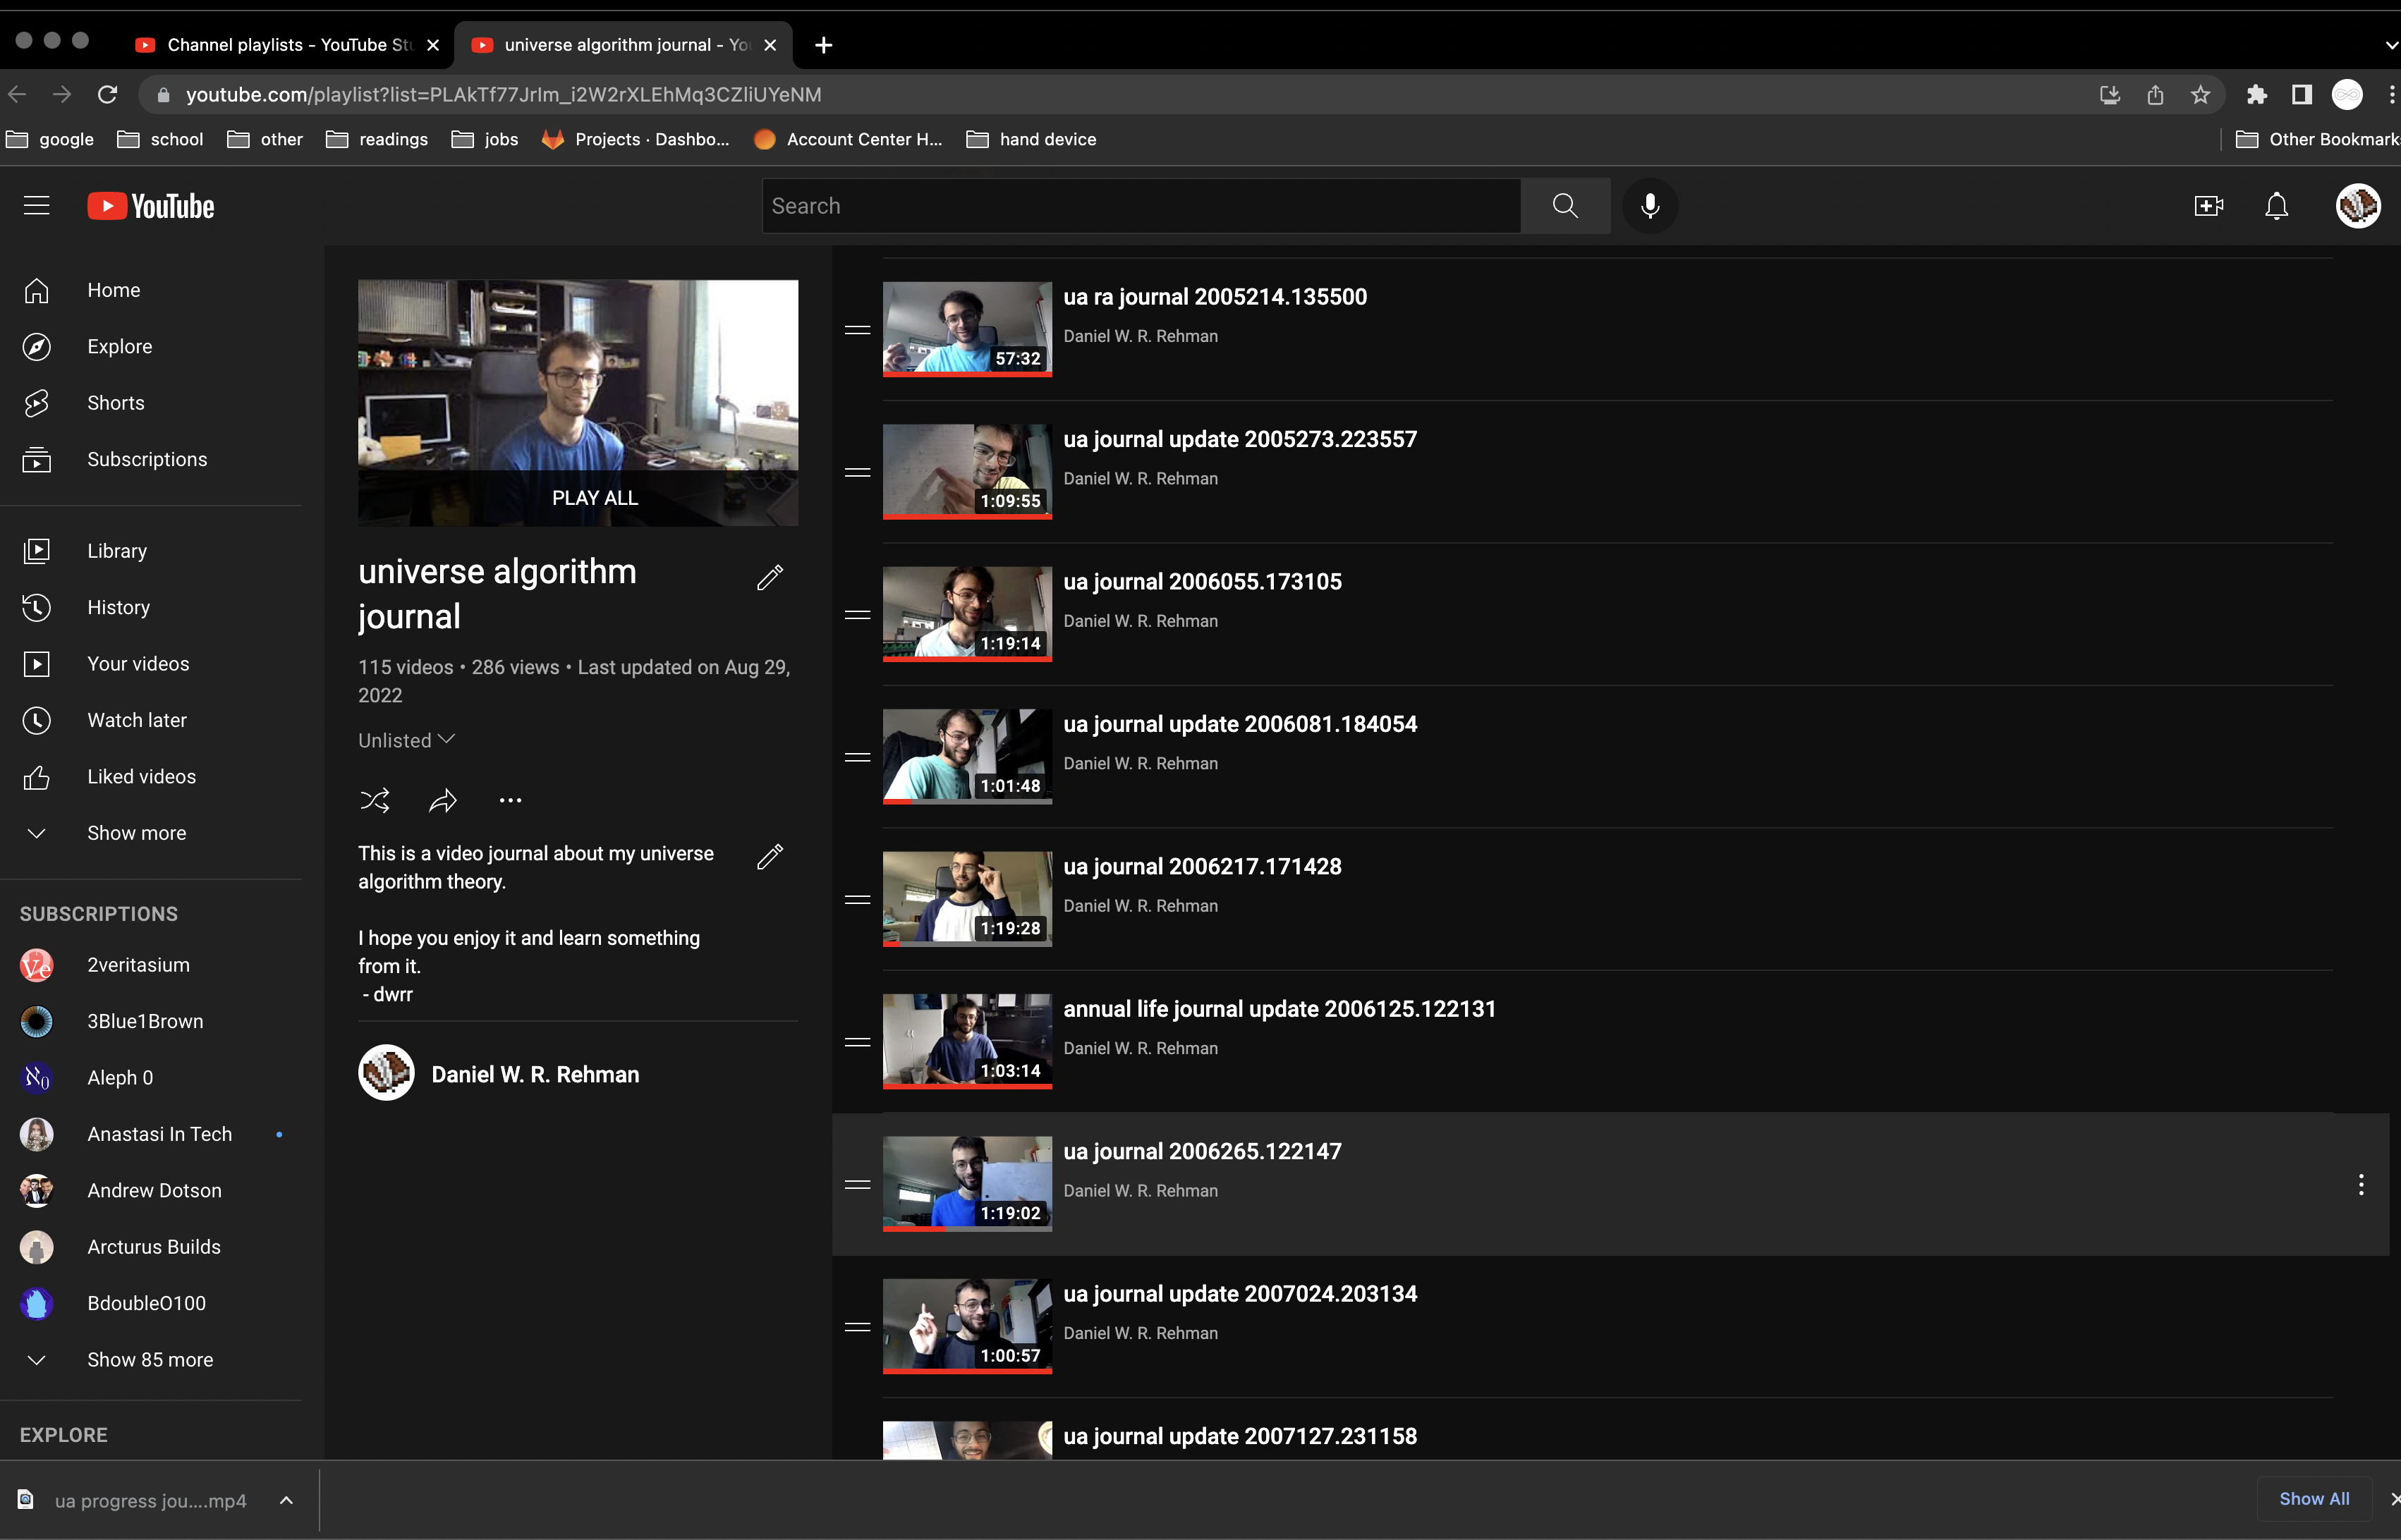 Channel playlists - YouTube Stu
universe algorithm journal - You
youtube.com/playlist?list=PLAkTf77JrIm_i2W2rXLEhMq3CZliUYeNM
google
school
other
readings
jobs
Projects · Dashbo...
Account Center H...
hand device
Other Bookmarks
YouTube
Search
Home
Explore
Shorts
Subscriptions
Library
History
Your videos
Watch later
Liked videos
Show more
SUBSCRIPTIONS
2veritasium
3Blue1Brown
Aleph 0
Anastasi In Tech
Andrew Dotson
Arcturus Builds
BdoubleO100
Show 85 more
EXPLORE
PLAY ALL
universe algorithm
journal
115 videos • 286 views • Last updated on Aug 29,
2022
Unlisted
This is a video journal about my universe
algorithm theory.
I hope you enjoy it and learn something
from it.
- dwrr
Daniel W. R. Rehman
57:32
ua ra journal 2005214.135500
Daniel W. R. Rehman
1:09:55
ua journal update 2005273.223557
Daniel W. R. Rehman
1:19:14
ua journal 2006055.173105
Daniel W. R. Rehman
1:01:48
ua journal update 2006081.184054
Daniel W. R. Rehman
1:19:28
ua journal 2006217.171428
Daniel W. R. Rehman
1:03:14
annual life journal update 2006125.122131
Daniel W. R. Rehman
1:19:02
ua journal 2006265.122147
Daniel W. R. Rehman
1:00:57
ua journal update 2007024.203134
Daniel W. R. Rehman
ua journal update 2007127.231158
ua progress jou....mp4
Show All